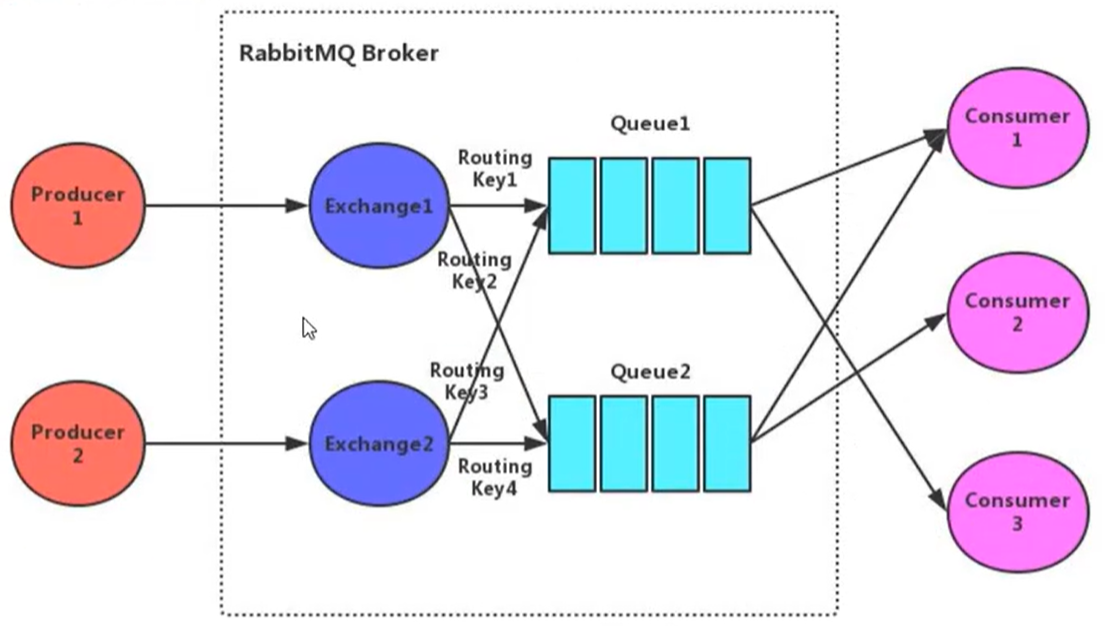 RabbitMQ Broker
Queue1
Consumer
1
Routing
Key1
Producer
1
Exchange1
Routing
Key2
Consumer
2
Routing
Key3
Queue2
Producer
2
Exchange2
Routing
Key4
Consumer
3